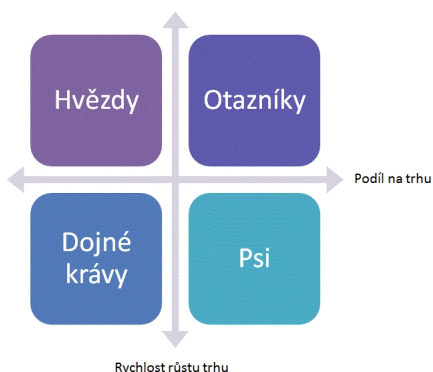 Hvězdy
Otazníky
Podíl na trhu
Dojné
krávy
Psi
Rychlost růstu trhu